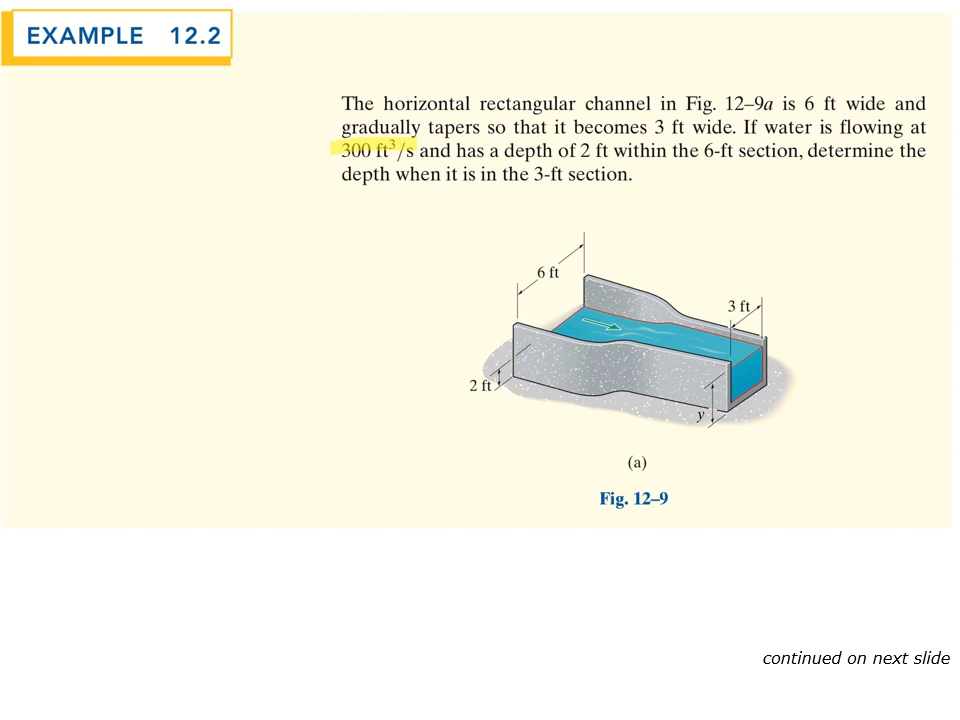 EXAMPLE 12.2
The horizontal rectangular channel in Fig. 12–9a is 6 ft wide and
gradually tapers so that it becomes 3 ft wide. If water is flowing at
300 ft³/s and has a depth of 2 ft within the 6-ft section, determine the
depth when it is in the 3-ft section.
6 ft
3 ft
2 ft
y
(a)
Fig. 12–9
continued on next slide